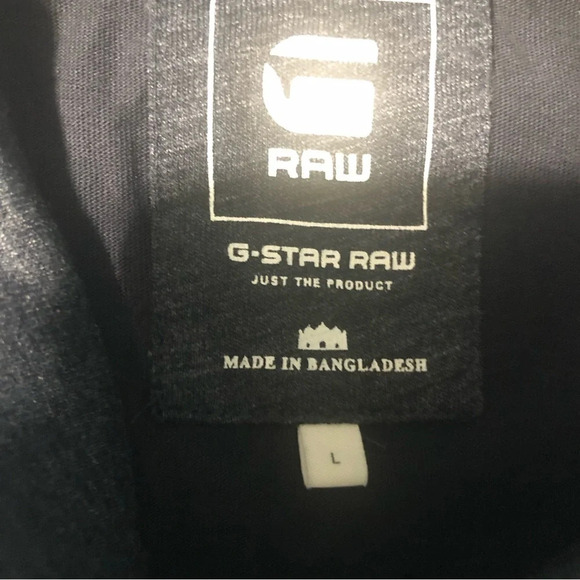 G
RAW
G-STAR RAW
JUST THE PRODUCT
MADE IN BANGLADESH
L